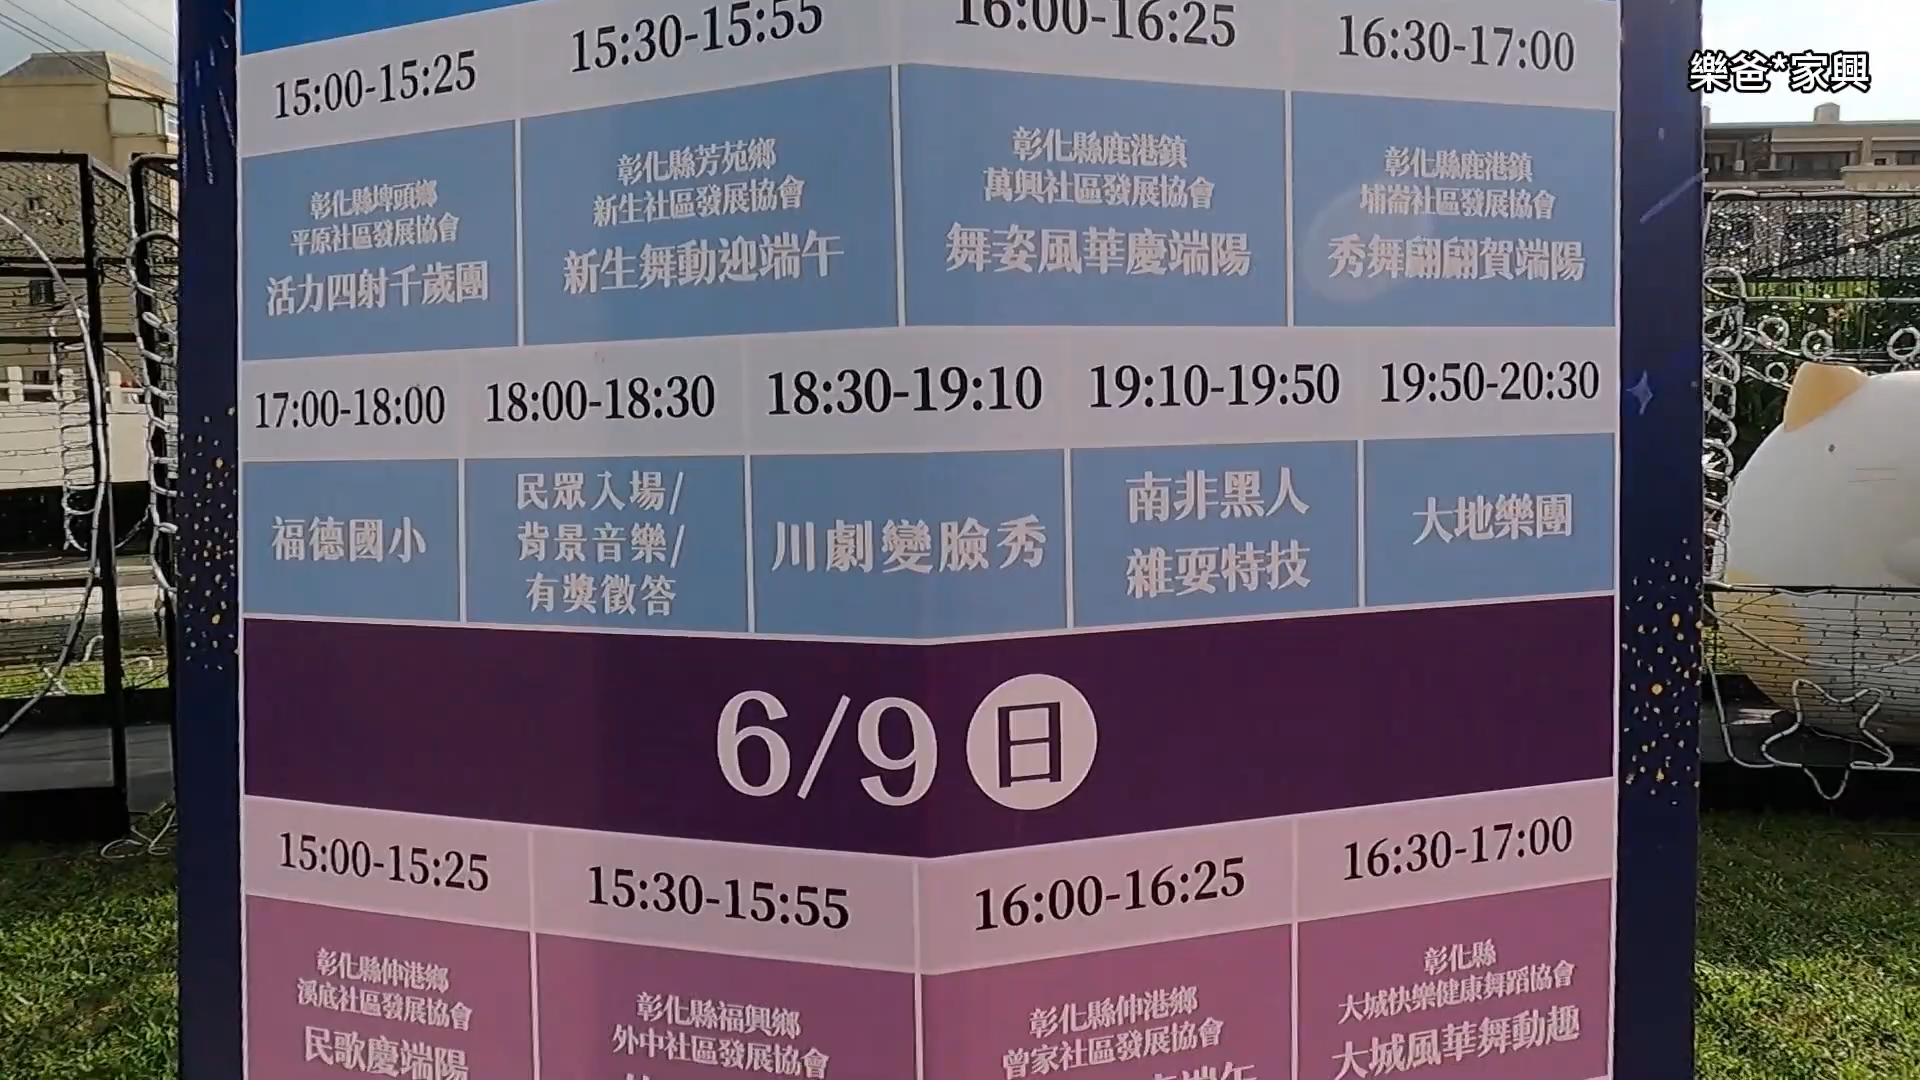 樂爸*家興
15:00-15:25
15:30-15:55
16:00-16:25
16:30-17:00
彰化縣埤頭鄉
平原社區發展協會
活力四射千歲團
彰化縣芳苑鄉
新生社區發展協會
新生舞動迎端午
彰化縣鹿港鎮
萬興社區發展協會
舞姿風華慶端陽
彰化縣鹿港鎮
埔崙社區發展協會
秀舞翩翩賀端陽
17:00-18:00
18:00-18:30
18:30-19:10
19:10-19:50
19:50-20:30
福德國小
民眾入場/
背景音樂/
有獎徵答
川劇變臉秀
南非黑人
雜耍特技
大地樂團
6/9 日
15:00-15:25
15:30-15:55
16:00-16:25
16:30-17:00
彰化縣伸港鄉
溪底社區發展協會
民歌慶端陽
彰化縣福興鄉
外中社區發展協會
彰化縣伸港鄉
曾家社區發展協會
端午
彰化縣
大城快樂健康舞蹈協會
大城風華舞動趣